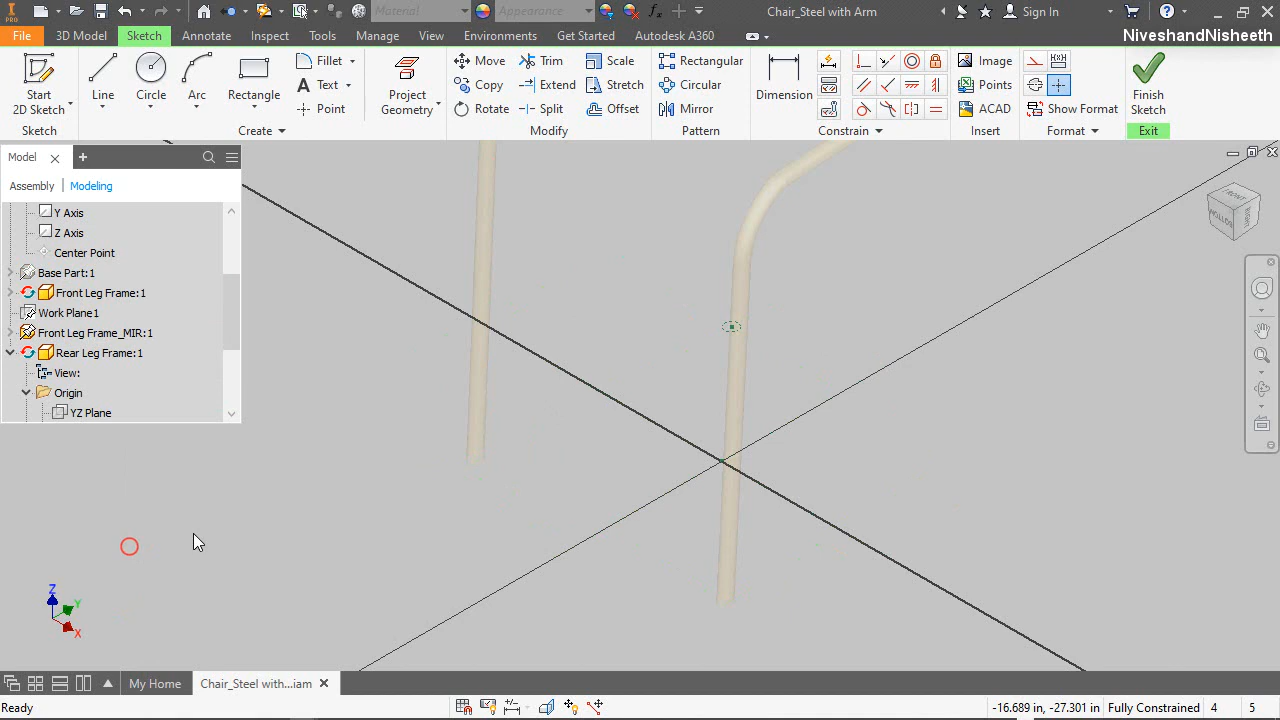 PRO
Material
Appearance
Chair_Steel with Arm
Sign In
File
3D Model
Sketch
Annotate
Inspect
Tools
Manage
View
Environments
Get Started
Autodesk A360
NiveshandNisheeth
Start
2D Sketch
Line
Circle
Arc
Rectangle
Fillet
Text
Point
Project
Geometry
Move
Copy
Rotate
Trim
Extend
Split
Scale
Stretch
Offset
Rectangular
Circular
Mirror
Dimension
Image
Points
ACAD
Show Format
Finish
Sketch
Sketch
Create
Modify
Pattern
Constrain
Insert
Format
Exit
Model
Assembly
Modeling
Y Axis
Z Axis
Center Point
Base Part:1
Front Leg Frame:1
Work Plane1
Front Leg Frame_MIR:1
Rear Leg Frame:1
View:
Origin
YZ Plane
FRONT
BOTTOM
Z
Y
X
My Home
Chair_Steel with...iam
Ready
-16.689 in, -27.301 in
Fully Constrained
4
5